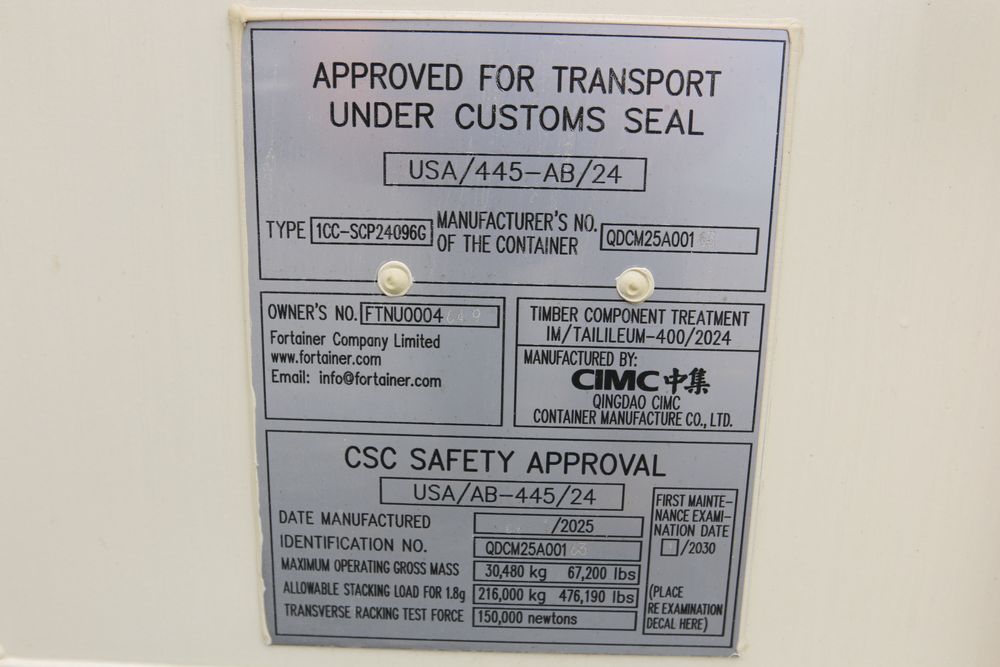 APPROVED FOR TRANSPORT
UNDER CUSTOMS SEAL
USA/445-AB/24
TYPE 1CC-SCP24096G MANUFACTURER'S NO. OF THE CONTAINER QDCM25A001
OWNER'S NO. FTNU0004
Fortainer Company Limited
www.fortainer.com
Email: info@fortainer.com
TIMBER COMPONENT TREATMENT
IM/TAILILEUM-400/2024
MANUFACTURED BY:
CIMC 中集
QINGDAO CIMC
CONTAINER MANUFACTURE CO., LTD.
CSC SAFETY APPROVAL
USA/AB-445/24
DATE MANUFACTURED /2025
IDENTIFICATION NO. QDCM25A001
MAXIMUM OPERATING GROSS MASS 30,480 kg 67,200 lbs
ALLOWABLE STACKING LOAD FOR 1.8g 216,000 kg 476,190 lbs
TRANSVERSE RACKING TEST FORCE 150,000 newtons
FIRST MAINTE-
NANCE EXAMI-
NATION DATE
/2030
(PLACE
RE EXAMINATION
DECAL HERE)